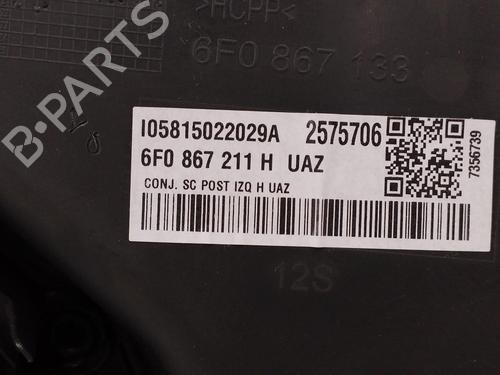 >HCPP<
6F0 867 133
I05815022029A 2575706
6F0 867 211 H UAZ
CONJ. SC POST IZQ H UAZ
7356739
12S
B-PARTS